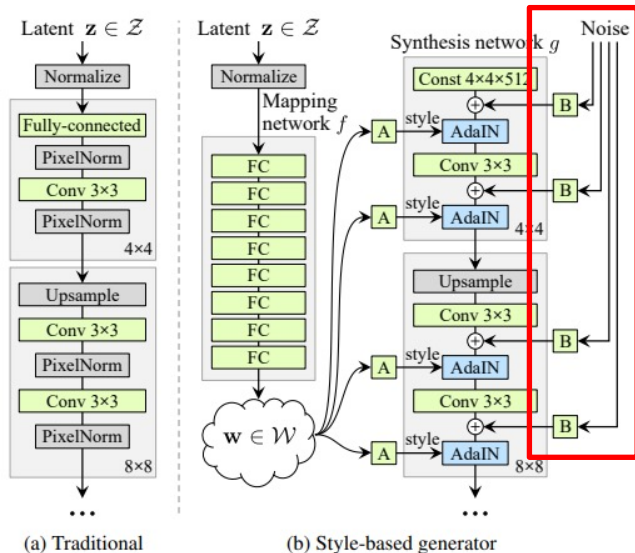 Latent z ∈ Z
Normalize
Fully-connected
PixelNorm
Conv 3×3
PixelNorm
4×4
Upsample
Conv 3×3
PixelNorm
Conv 3×3
PixelNorm
8×8
...
(a) Traditional
Latent z ∈ Z
Normalize
Mapping
network f
FC
FC
FC
FC
FC
FC
FC
FC
w ∈ W
A
style
A
style
A
style
A
style
Synthesis network g
Const 4×4×512
AdaIN
Conv 3×3
AdaIN
4×4
Upsample
Conv 3×3
AdaIN
Conv 3×3
AdaIN
8×8
...
Noise
B
B
B
B
(b) Style-based generator